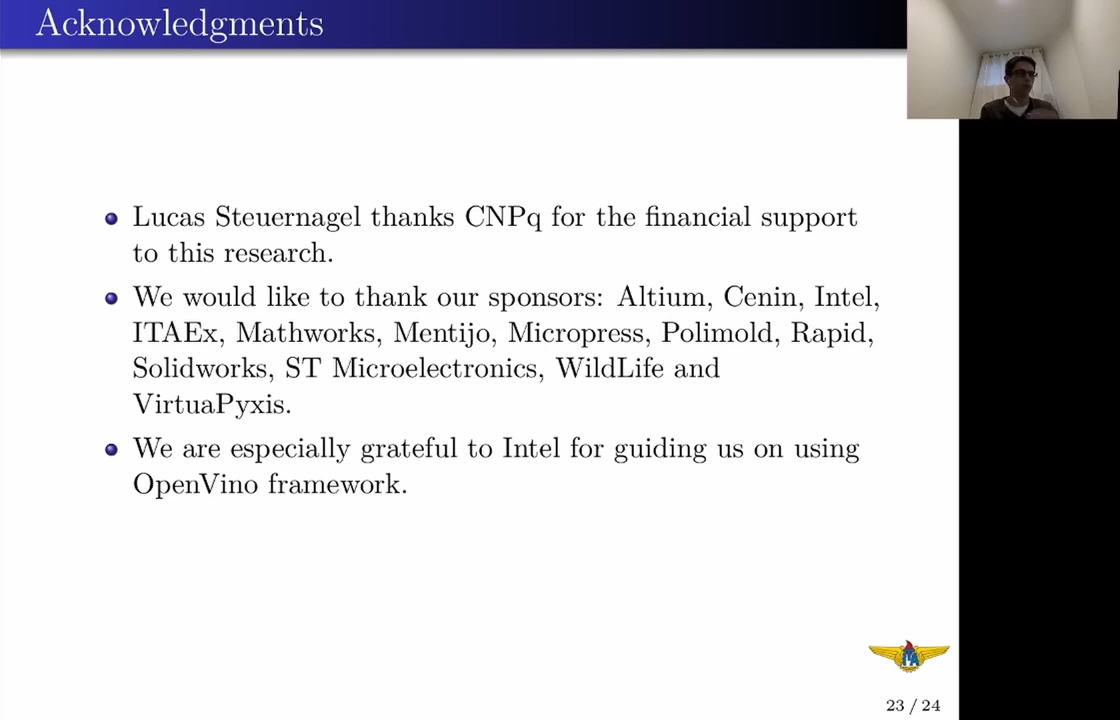 Acknowledgments
Lucas Steuernagel thanks CNPq for the financial support
to this research.
We would like to thank our sponsors: Altium, Cenin, Intel,
ITAEx, Mathworks, Mentijo, Micropress, Polimold, Rapid,
Solidworks, ST Microelectronics, WildLife and
VirtuaPyxis.
We are especially grateful to Intel for guiding us on using
OpenVino framework.
ITA
23 / 24